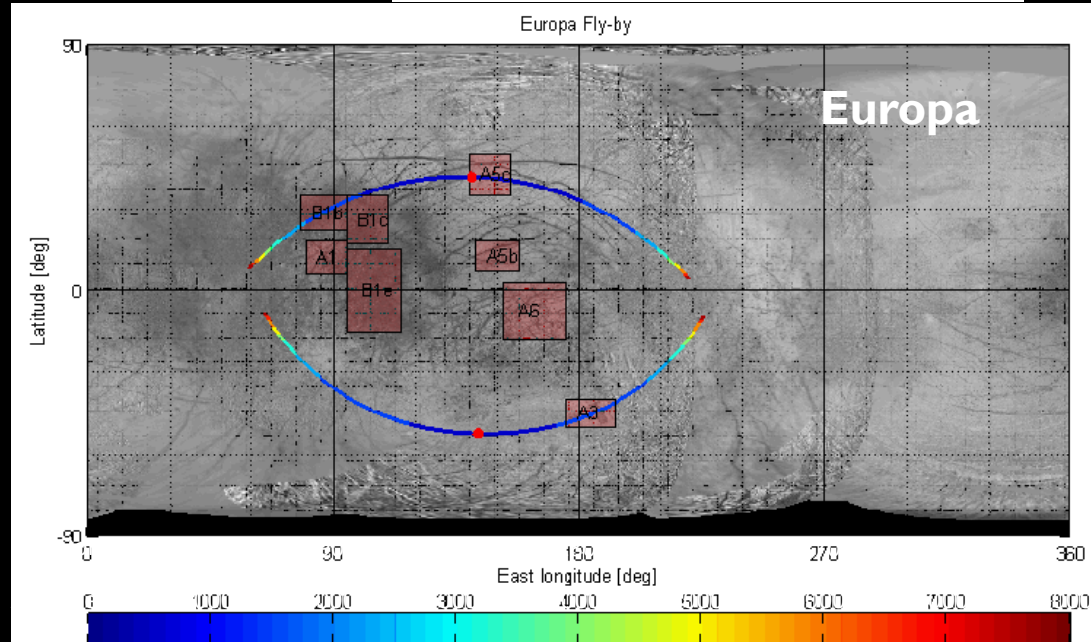 Europa Fly-by
90
Europa
A5c
B1b
B1c
A1
A5b
B1e
A6
A3
0
-90
Latitude [deg]
0
90
180
270
360
East longitude [deg]
0
1000
2000
3000
4000
5000
6000
7000
8000